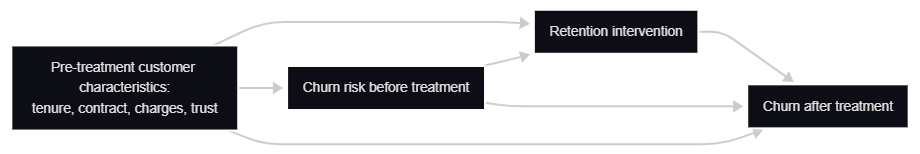 Pre-treatment customer
characteristics:
tenure, contract, charges, trust
Churn risk before treatment
Retention intervention
Churn after treatment